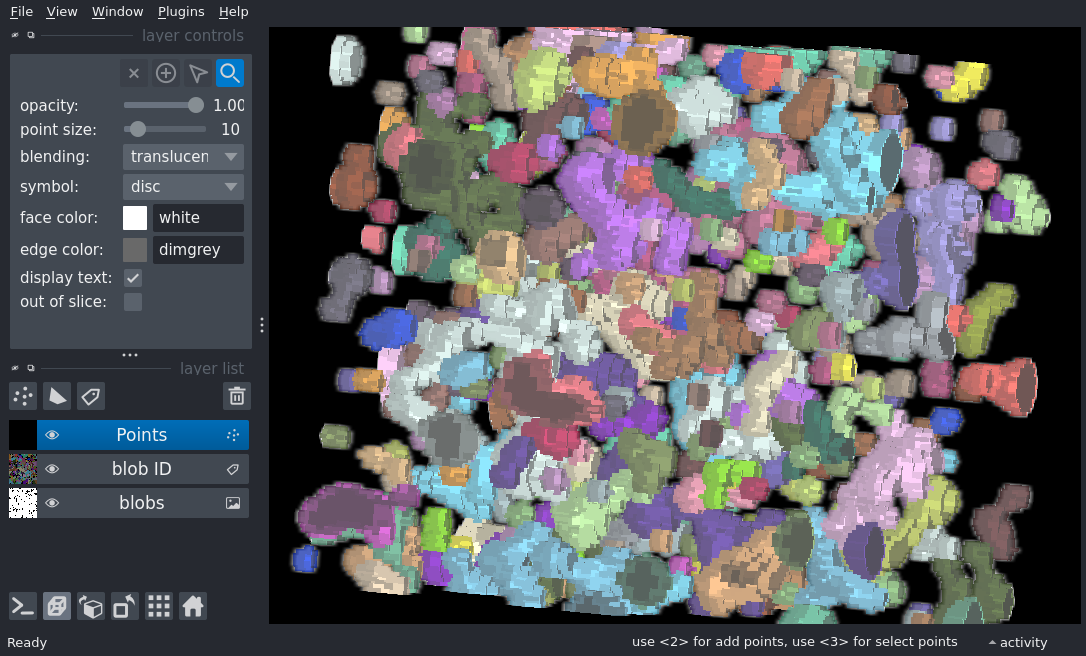 File View Window Plugins Help
layer controls
opacity: 1.00
point size: 10
blending: translucen
symbol: disc
face color: white
edge color: dimgrey
display text:
out of slice:
layer list
Points
blob ID
blobs
Ready use <2> for add points, use <3> for select points activity